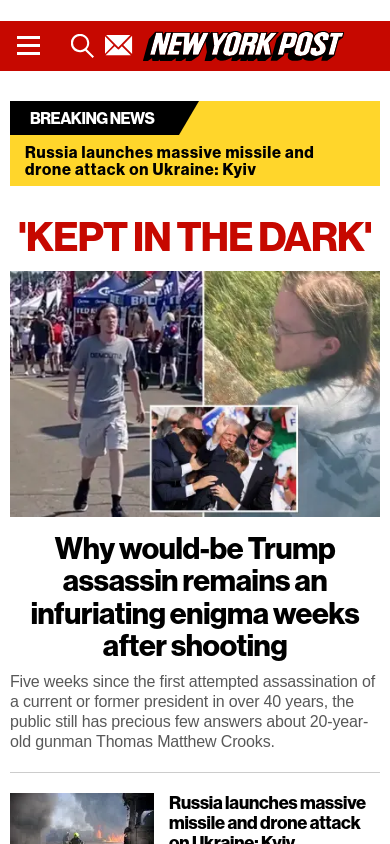 NEW YORK POST
BREAKING NEWS
Russia launches massive missile and
drone attack on Ukraine: Kyiv
'KEPT IN THE DARK'
Why would-be Trump
assassin remains an
infuriating enigma weeks
after shooting
Five weeks since the first attempted assassination of
a current or former president in over 40 years, the
public still has precious few answers about 20-year-
old gunman Thomas Matthew Crooks.
Russia launches massive
missile and drone attack
on Ukraine: Kyiv